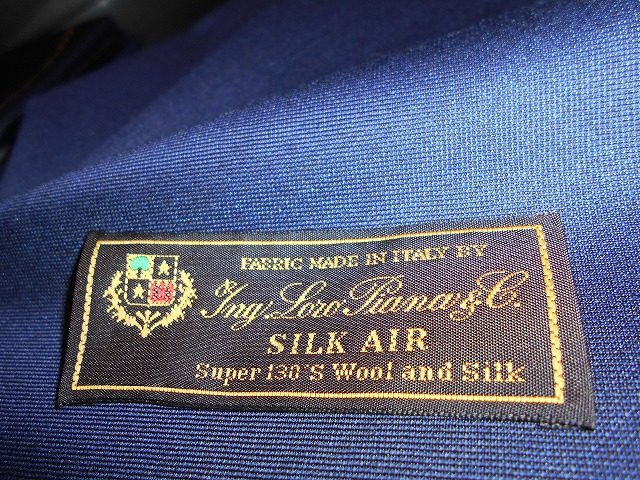 FABRIC MADE IN ITALY BY
Ing. Loro Piana & C.
SILK AIR
Super 130'S Wool and Silk